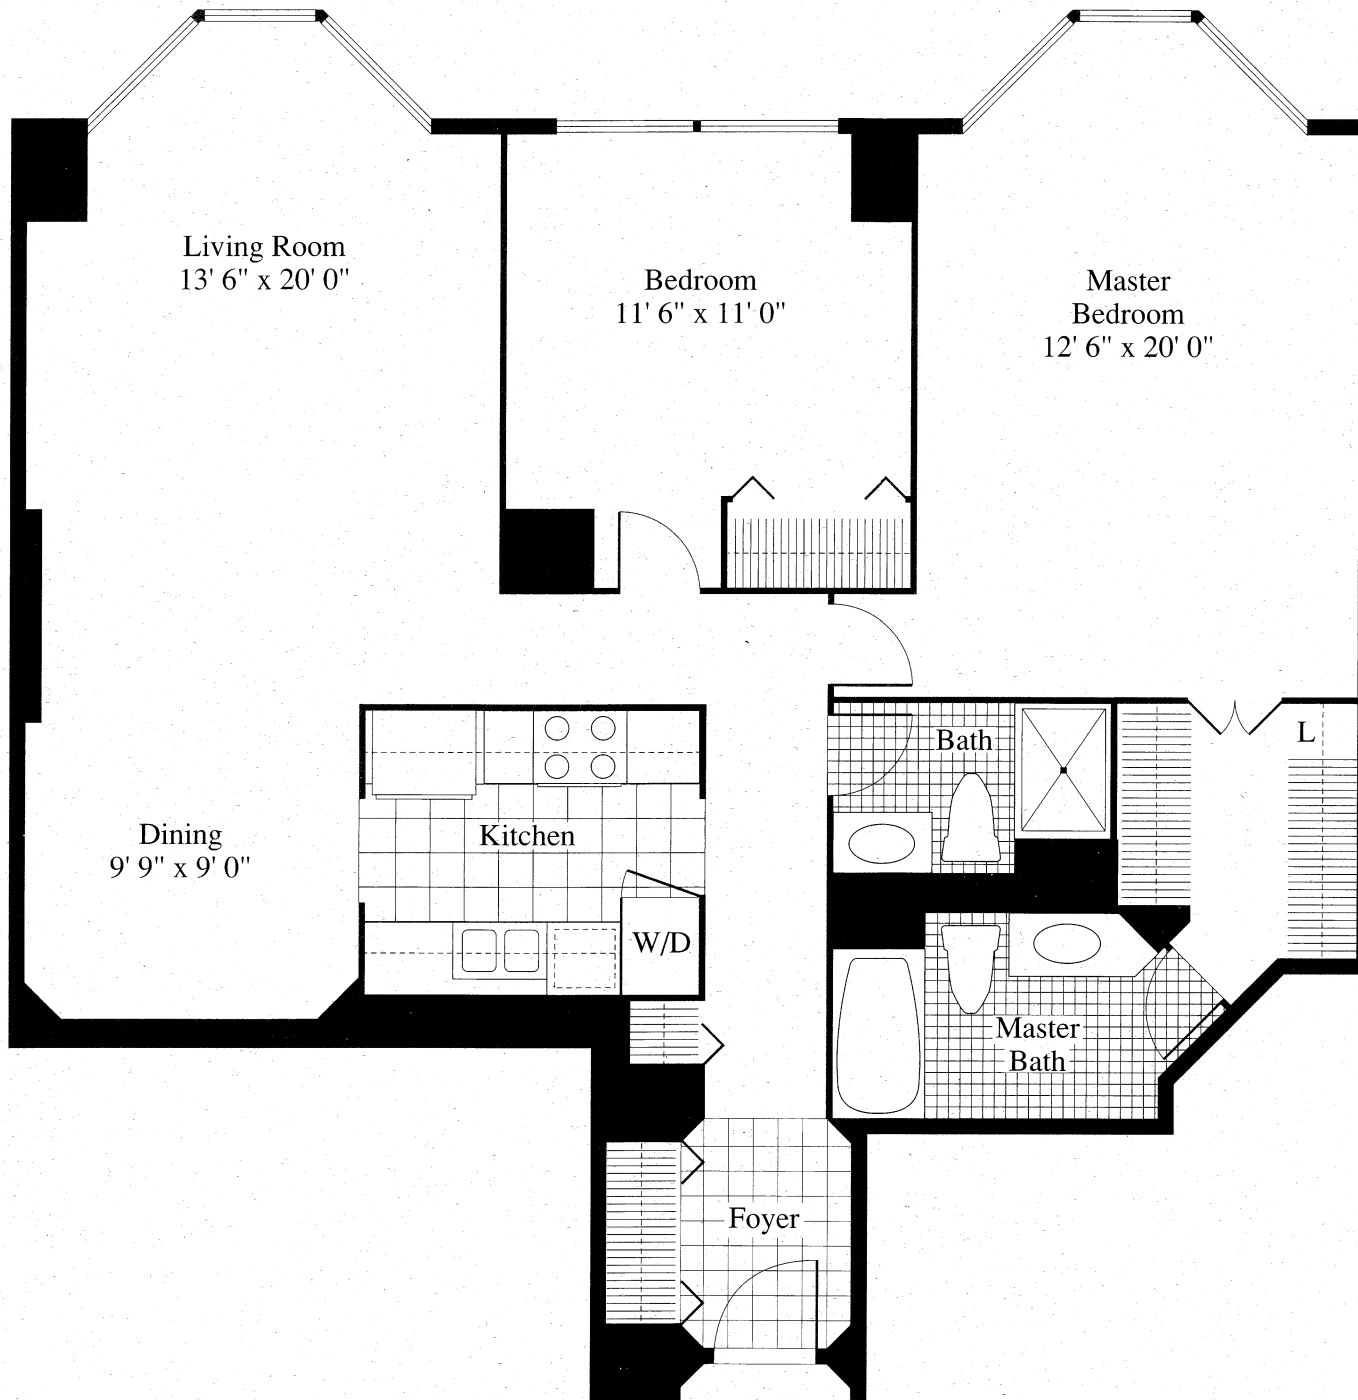 Living Room
13' 6" x 20' 0"
Bedroom
11' 6" x 11' 0"
Master
Bedroom
12' 6" x 20' 0"
Bath
L
Dining
9' 9" x 9' 0"
Kitchen
W/D
Master
Bath
Foyer